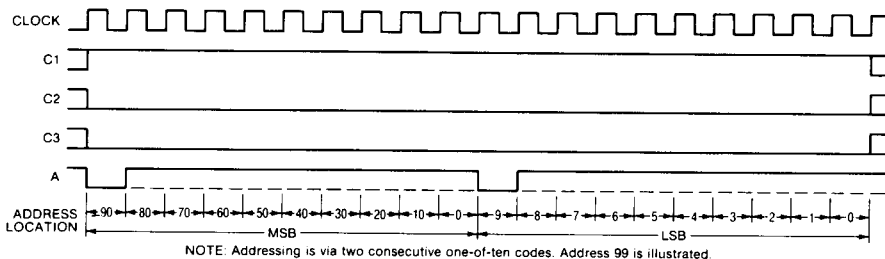 CLOCK
C1
C2
C3
A
ADDRESS LOCATION
90 80 70 60 50 40 30 20 10 0 9 8 7 6 5 4 3 2 1 0
MSB LSB
NOTE: Addressing is via two consecutive one-of-ten codes. Address 99 is illustrated.